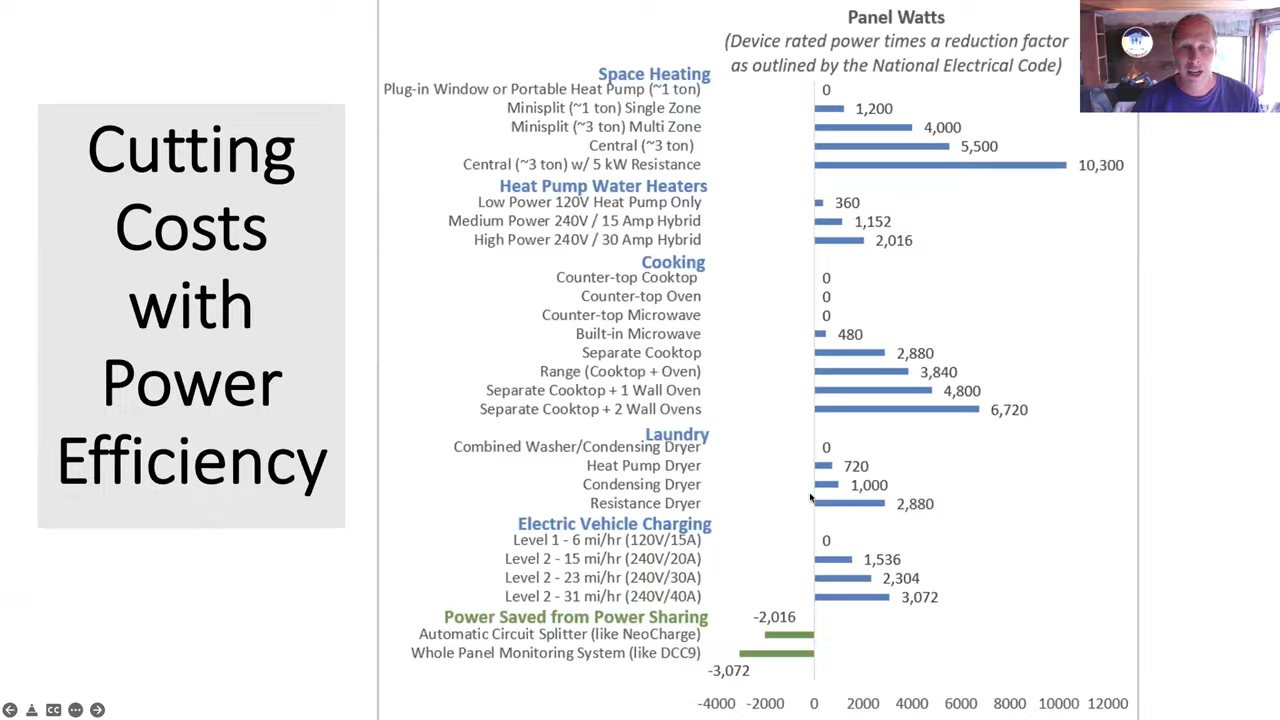 Cutting
Costs
with
Power
Efficiency
Panel Watts
(Device rated power times a reduction factor
as outlined by the National Electrical Code)
Space Heating
Plug-in Window or Portable Heat Pump (~1 ton) 0
Minisplit (~1 ton) Single Zone 1,200
Minisplit (~3 ton) Multi Zone 4,000
Central (~3 ton) 5,500
Central (~3 ton) w/ 5 kW Resistance 10,300
Heat Pump Water Heaters
Low Power 120V Heat Pump Only 360
Medium Power 240V / 15 Amp Hybrid 1,152
High Power 240V / 30 Amp Hybrid 2,016
Cooking
Counter-top Cooktop 0
Counter-top Oven 0
Counter-top Microwave 0
Built-in Microwave 480
Separate Cooktop 2,880
Range (Cooktop + Oven) 3,840
Separate Cooktop + 1 Wall Oven 4,800
Separate Cooktop + 2 Wall Ovens 6,720
Laundry
Combined Washer/Condensing Dryer 0
Heat Pump Dryer 720
Condensing Dryer 1,000
Resistance Dryer 2,880
Electric Vehicle Charging
Level 1 - 6 mi/hr (120V/15A) 0
Level 2 - 15 mi/hr (240V/20A) 1,536
Level 2 - 23 mi/hr (240V/30A) 2,304
Level 2 - 31 mi/hr (240V/40A) 3,072
Power Saved from Power Sharing -2,016
Automatic Circuit Splitter (like NeoCharge)
Whole Panel Monitoring System (like DCC9)
-3,072
-4000 -2000 0 2000 4000 6000 8000 10000 12000
CC